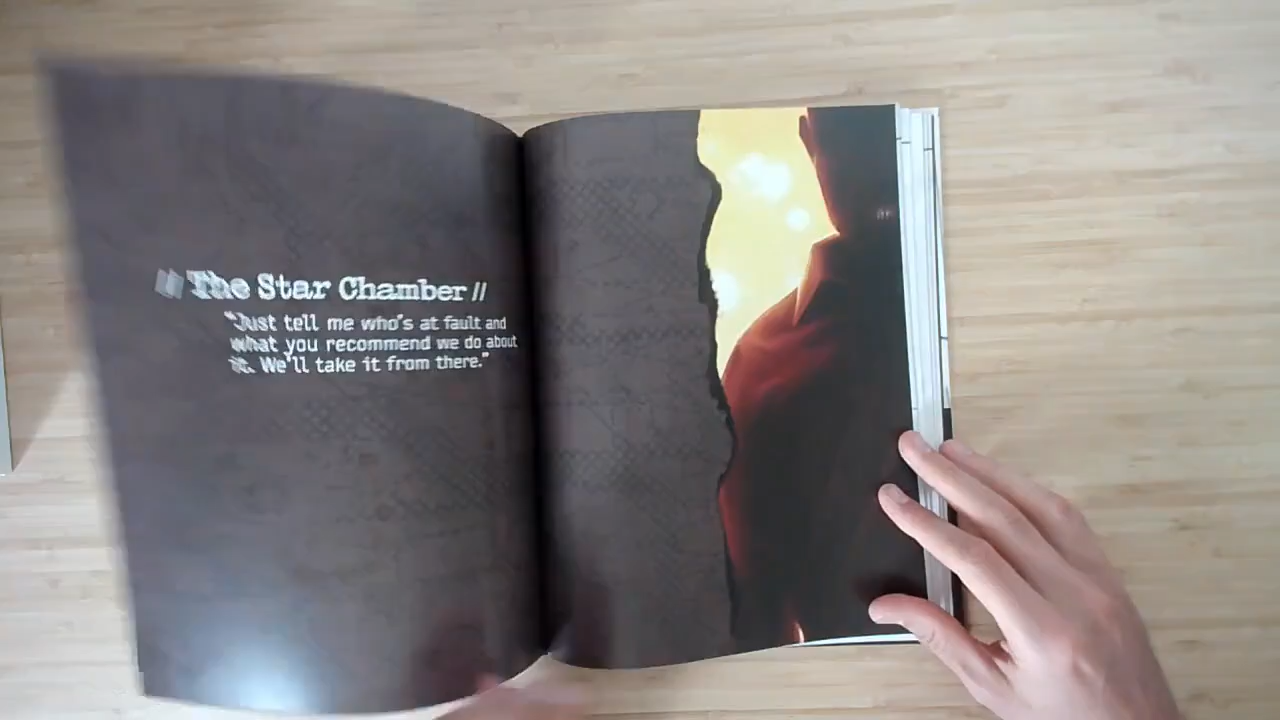 // The Star Chamber //
"Just tell me who's at fault and
what you recommend we do about
it. We'll take it from there."